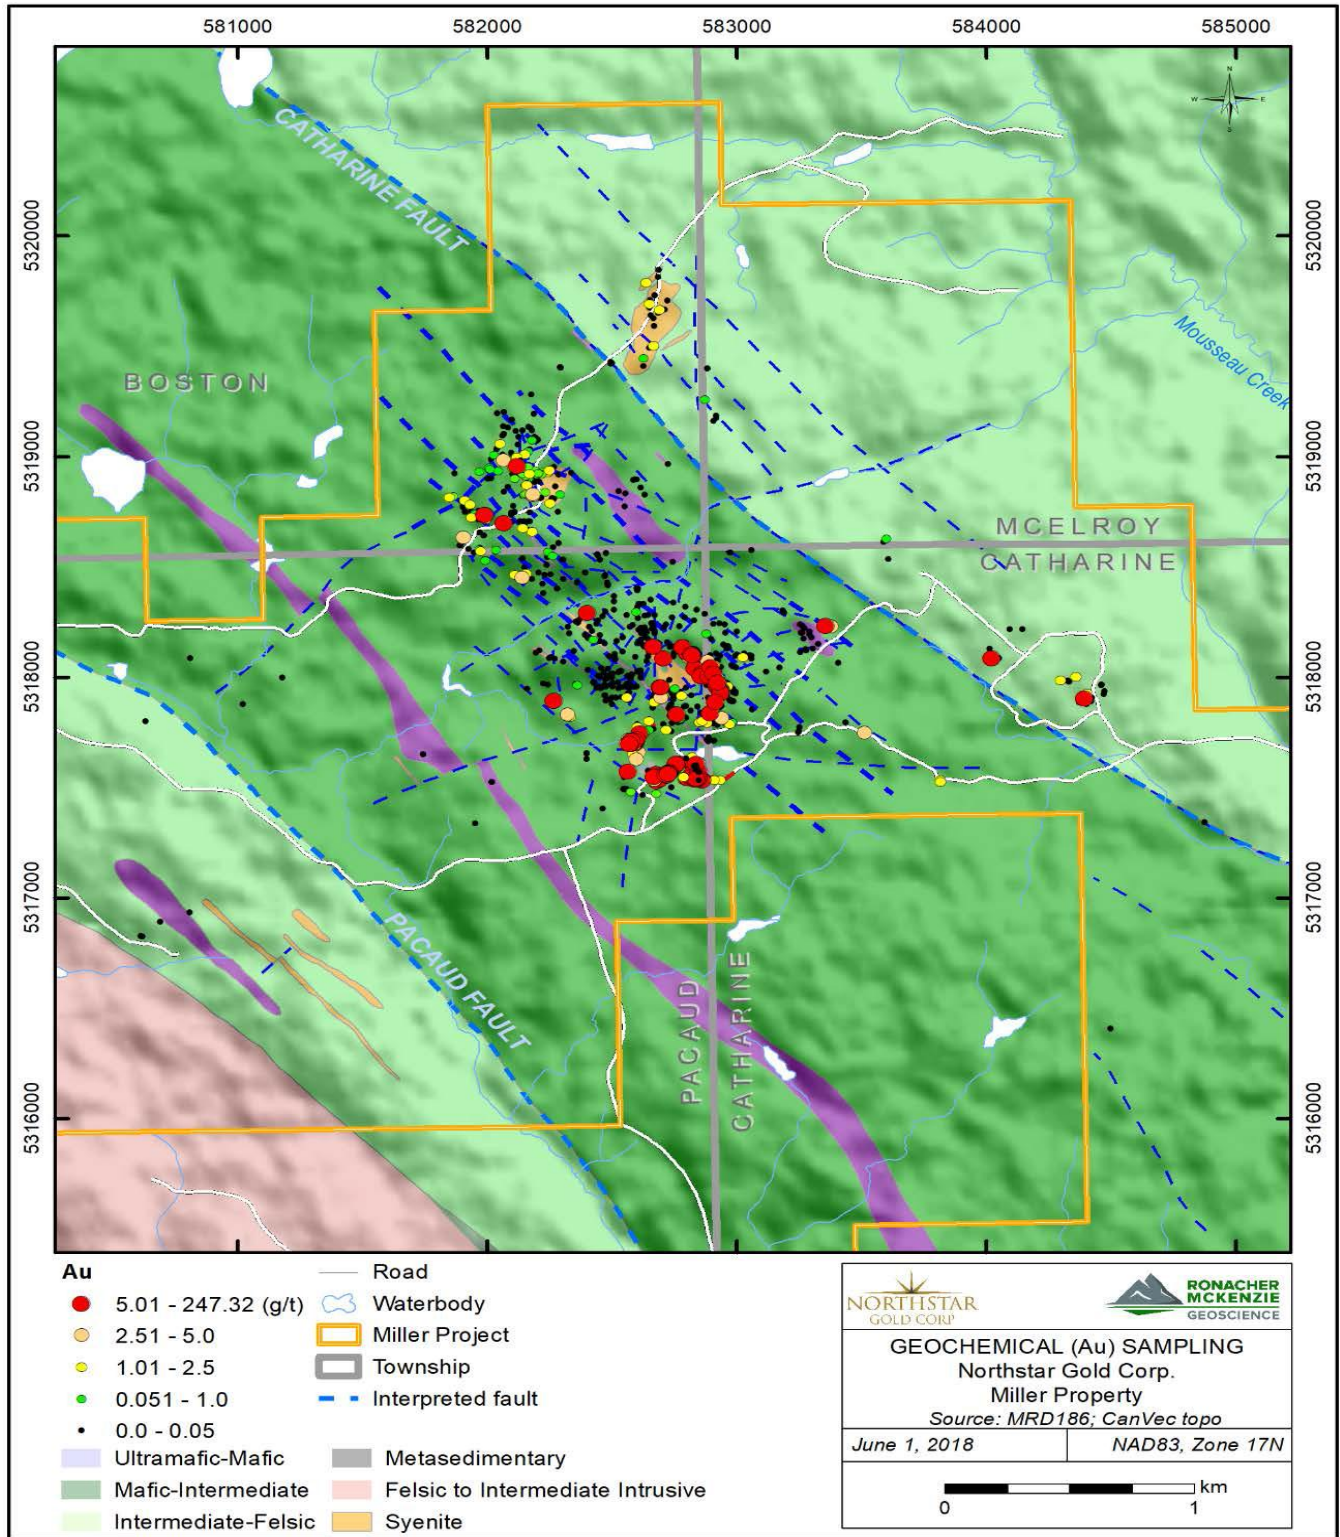 581000
582000
583000
584000
585000
N
W
E
S
CATHARINE FAULT
5320000
5320000
Mousseau Creek
BOSTON
5319000
5319000
MCELROY
CATHARINE
5318000
5318000
5317000
5317000
PACAUD FAULT
PACAUD
CATHARINE
5316000
5316000
Au
5.01 - 247.32 (g/t)
2.51 - 5.0
1.01 - 2.5
0.051 - 1.0
0.0 - 0.05
Ultramafic-Mafic
Mafic-Intermediate
Intermediate-Felsic
Road
Waterbody
Miller Project
Township
Interpreted fault
Metasedimentary
Felsic to Intermediate Intrusive
Syenite
NORTHSTAR
GOLD CORP
RONACHER
MCKENZIE
GEOSCIENCE
GEOCHEMICAL (Au) SAMPLING
Northstar Gold Corp.
Miller Property
Source: MRD186; CanVec topo
June 1, 2018
NAD83, Zone 17N
km
0
1